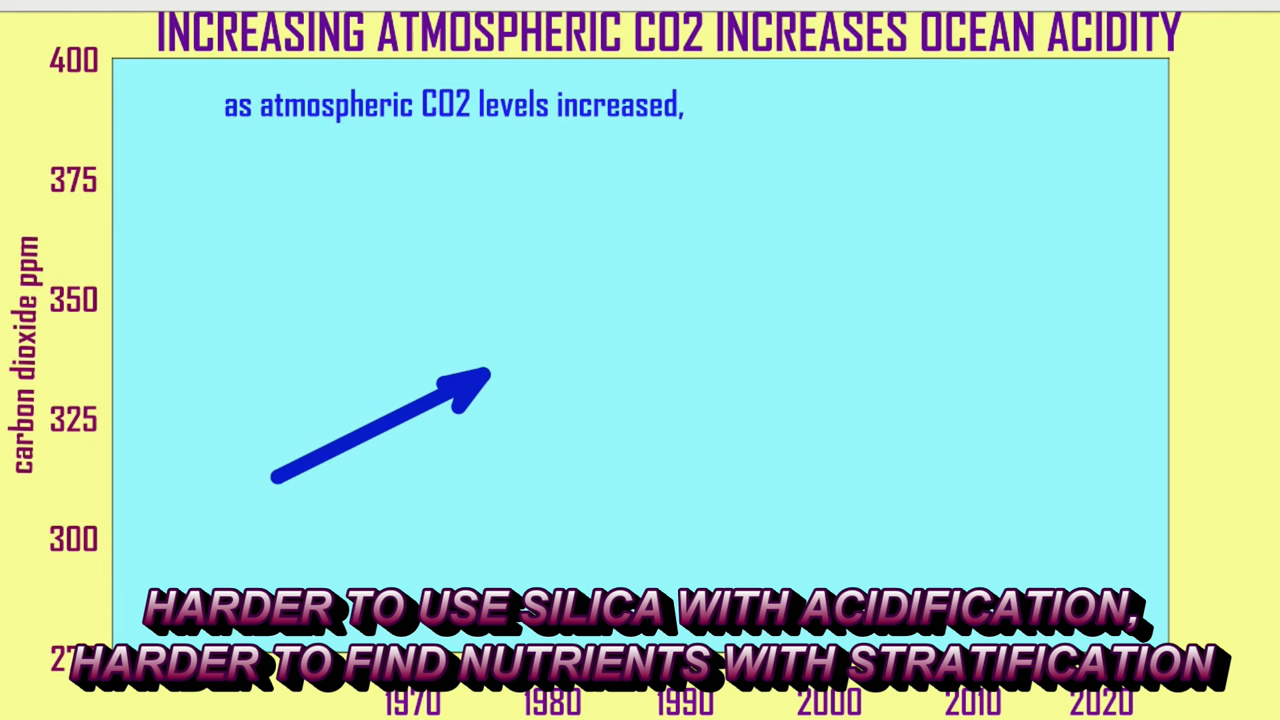 INCREASING ATMOSPHERIC CO2 INCREASES OCEAN ACIDITY
400
as atmospheric CO2 levels increased,
375
carbon dioxide ppm
350
325
300
HARDER TO USE SILICA WITH ACIDIFICATION,
HARDER TO FIND NUTRIENTS WITH STRATIFICATION
1970 1980 1990 2000 2010 2020